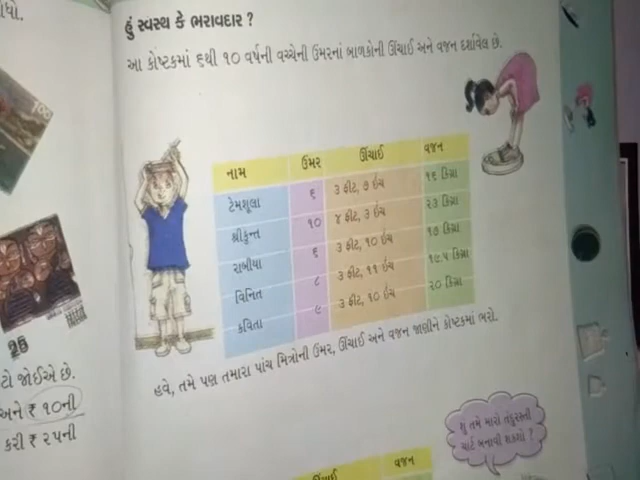 હું સ્વસ્થ કે ભરાવદાર ?
આ કોષ્ટકમાં ૬થી ૧૦ વર્ષની વચ્ચેની ઉંમરનાં બાળકોની ઊંચાઈ અને વજન દર્શાવેલ છે.
નામ ઉંમર ઊંચાઈ વજન
ટેમસૂલા ૬ ૩ ફીટ, ૭ ઇંચ ૧૬ કિગ્રા
શ્રીકુન્ત ૧૦ ૪ ફીટ, ૩ ઇંચ ૨૩ કિગ્રા
રાબીયા ૬ ૩ ફીટ, ૧૦ ઇંચ ૧૭ કિગ્રા
વિનિત ૮ ૩ ફીટ, ૧૧ ઇંચ ૧૯.૫ કિગ્રા
કવિતા ૯ ૩ ફીટ, ૧૦ ઇંચ ૨૦ કિગ્રા
હવે, તમે પણ તમારા પાંચ મિત્રોની ઉંમર, ઊંચાઈ અને વજન જાણીને કોષ્ટકમાં ભરો.
શું તમે મારો તંદુરસ્તી
ચાર્ટ બનાવી શકશો ?
ઊંચાઈ વજન
26
ટો જોઈએ છે.
અને ₹ ૧૦ની
કરી ₹ ૨૫ની